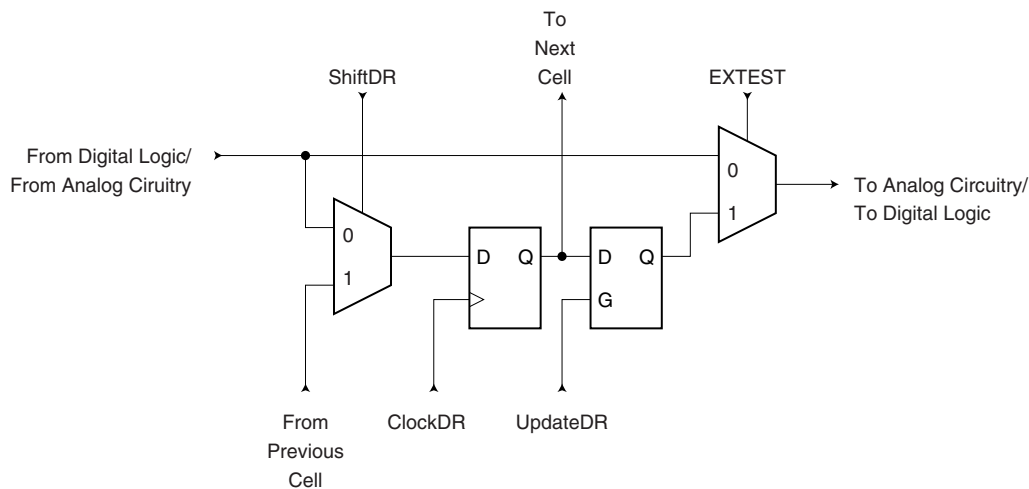 To
Next
Cell
ShiftDR
EXTEST
From Digital Logic/
From Analog Ciruitry
0
1
To Analog Circuitry/
To Digital Logic
0
1
D Q
D Q
G
From
Previous
Cell
ClockDR
UpdateDR